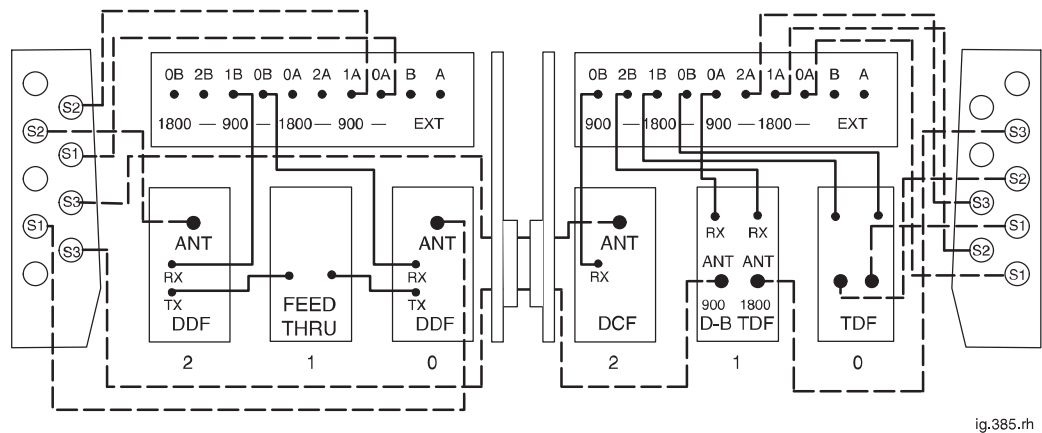 0B 2B 1B 0B 0A 2A 1A 0A B A
1800 — 900 — 1800 — 900 — EXT
0B 2B 1B 0B 0A 2A 1A 0A B A
900 — 1800 — 900 — 1800 — EXT
S2
S2
S1
S3
S1
S3
S3
S2
S3
S1
S2
S1
ANT
RX
TX
DDF
2
FEED
THRU
1
ANT
RX
TX
DDF
0
ANT
RX
DCF
2
RX RX
ANT ANT
900 1800
D-B TDF
1
TDF
0
ig.385.rh